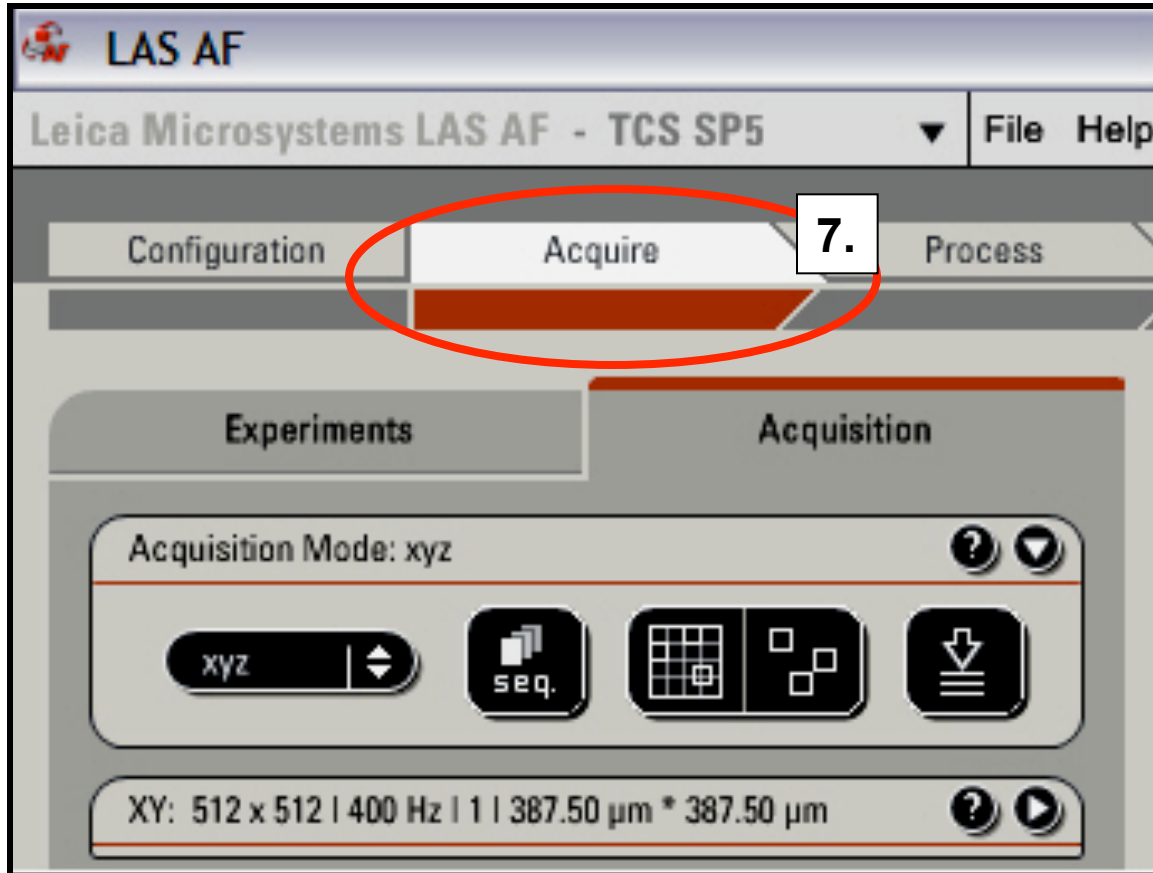 LAS AF
Leica Microsystems LAS AF - TCS SP5 File Help
7.
Configuration Acquire Process
Experiments Acquisition
Acquisition Mode: xyz ?
xyz seq.
XY: 512 x 512 | 400 Hz | 1 | 387.50 µm * 387.50 µm ?